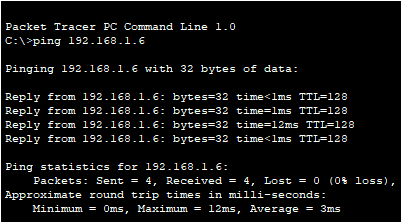 Packet Tracer PC Command Line 1.0
C:\>ping 192.168.1.6
Pinging 192.168.1.6 with 32 bytes of data:
Reply from 192.168.1.6: bytes=32 time<1ms TTL=128
Reply from 192.168.1.6: bytes=32 time=1ms TTL=128
Reply from 192.168.1.6: bytes=32 time=12ms TTL=128
Reply from 192.168.1.6: bytes=32 time<1ms TTL=128
Ping statistics for 192.168.1.6:
Packets: Sent = 4, Received = 4, Lost = 0 (0% loss),
Approximate round trip times in milli-seconds:
Minimum = 0ms, Maximum = 12ms, Average = 3ms